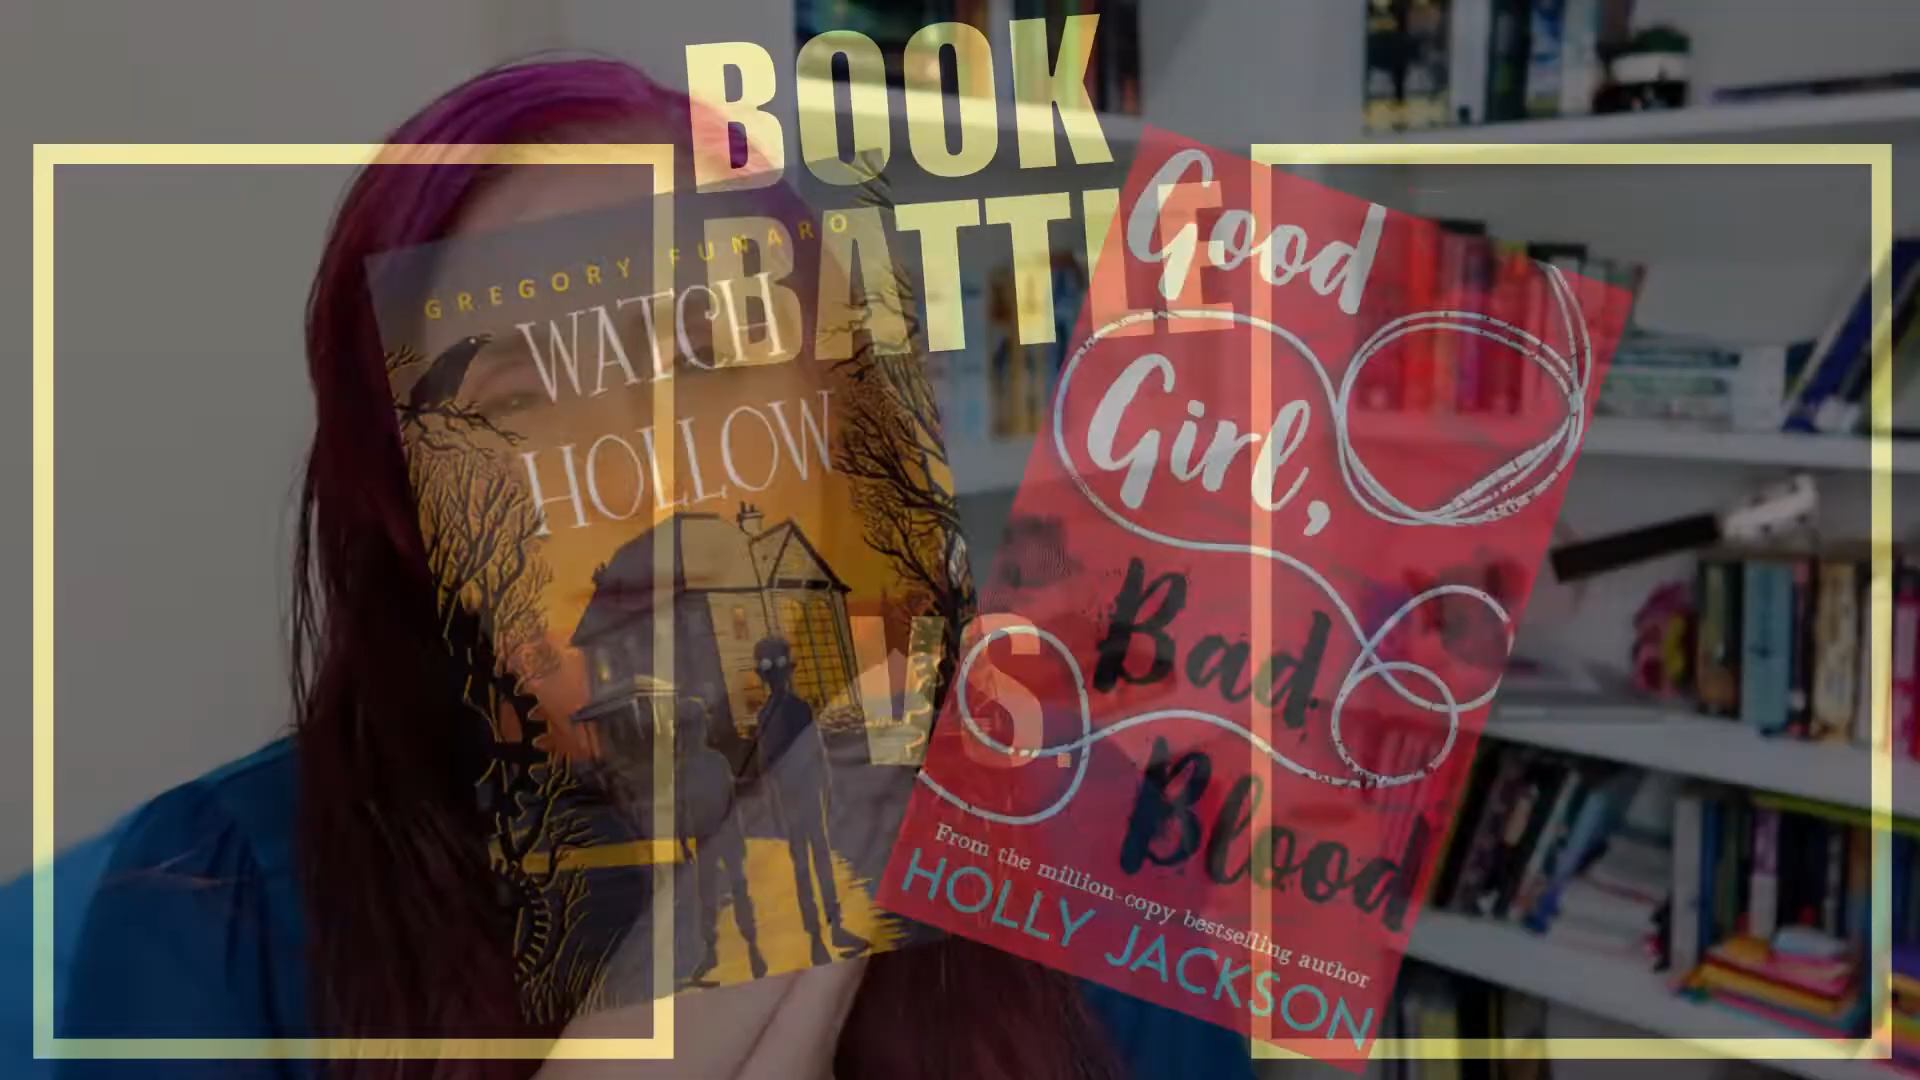 BOOK
BATTLE
GREGORY FUNARO
WATCH
HOLLOW
VS.
Good
Girl,
Bad
Blood
From the million-copy bestselling author
HOLLY JACKSON